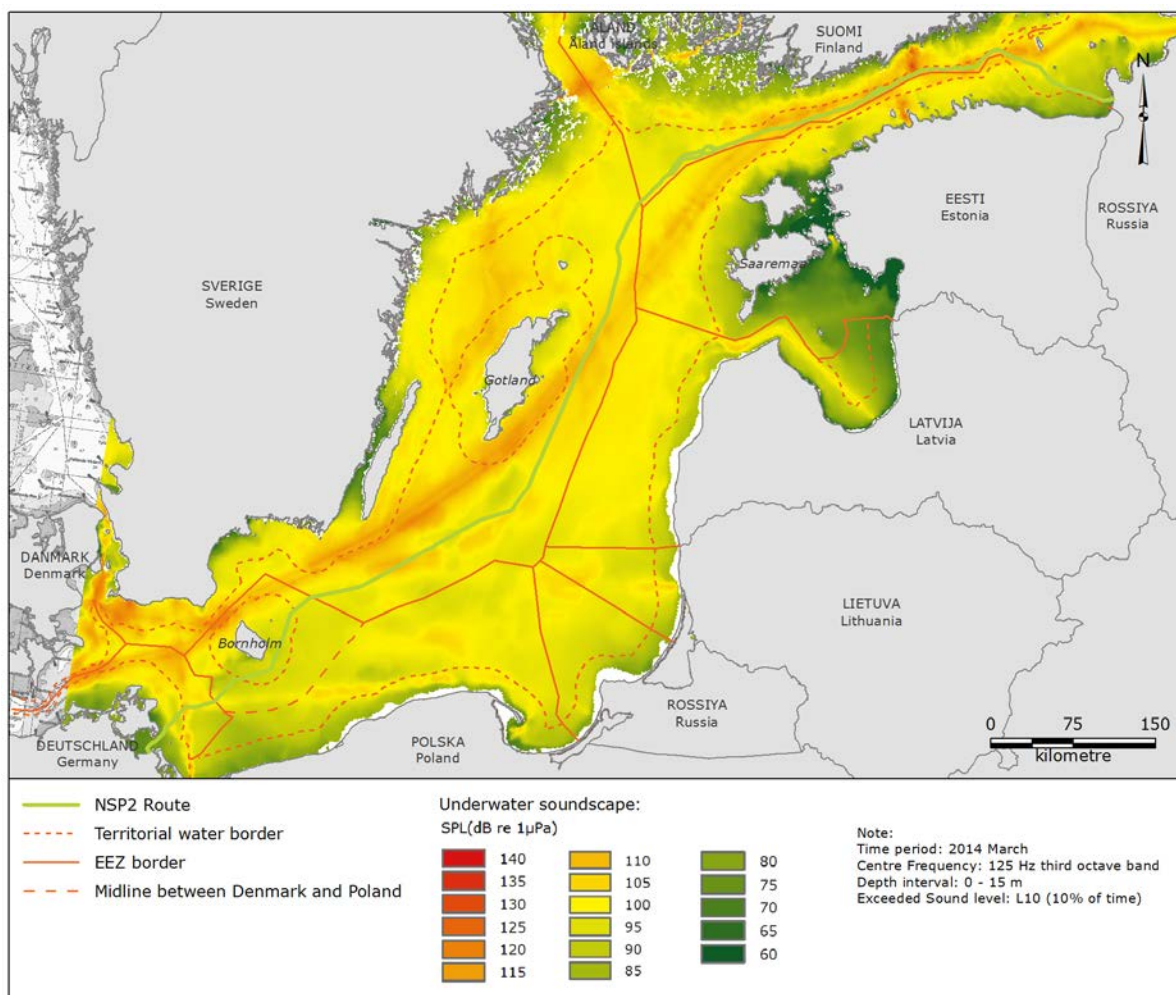 ÅLAND
Åland Islands
SUOMI
Finland
N
EESTI
Estonia
ROSSIYA
Russia
Saaremaa
SVERIGE
Sweden
Gotland
LATVIJA
Latvia
DANMARK
Denmark
LIETUVA
Lithuania
Bornholm
ROSSIYA
Russia
DEUTSCHLAND
Germany
POLSKA
Poland
0 75 150
kilometre
NSP2 Route
Territorial water border
EEZ border
Midline between Denmark and Poland
Underwater soundscape:
SPL(dB re 1µPa)
140
135
130
125
120
115
110
105
100
95
90
85
80
75
70
65
60
Note:
Time period: 2014 March
Centre Frequency: 125 Hz third octave band
Depth interval: 0 - 15 m
Exceeded Sound level: L10 (10% of time)